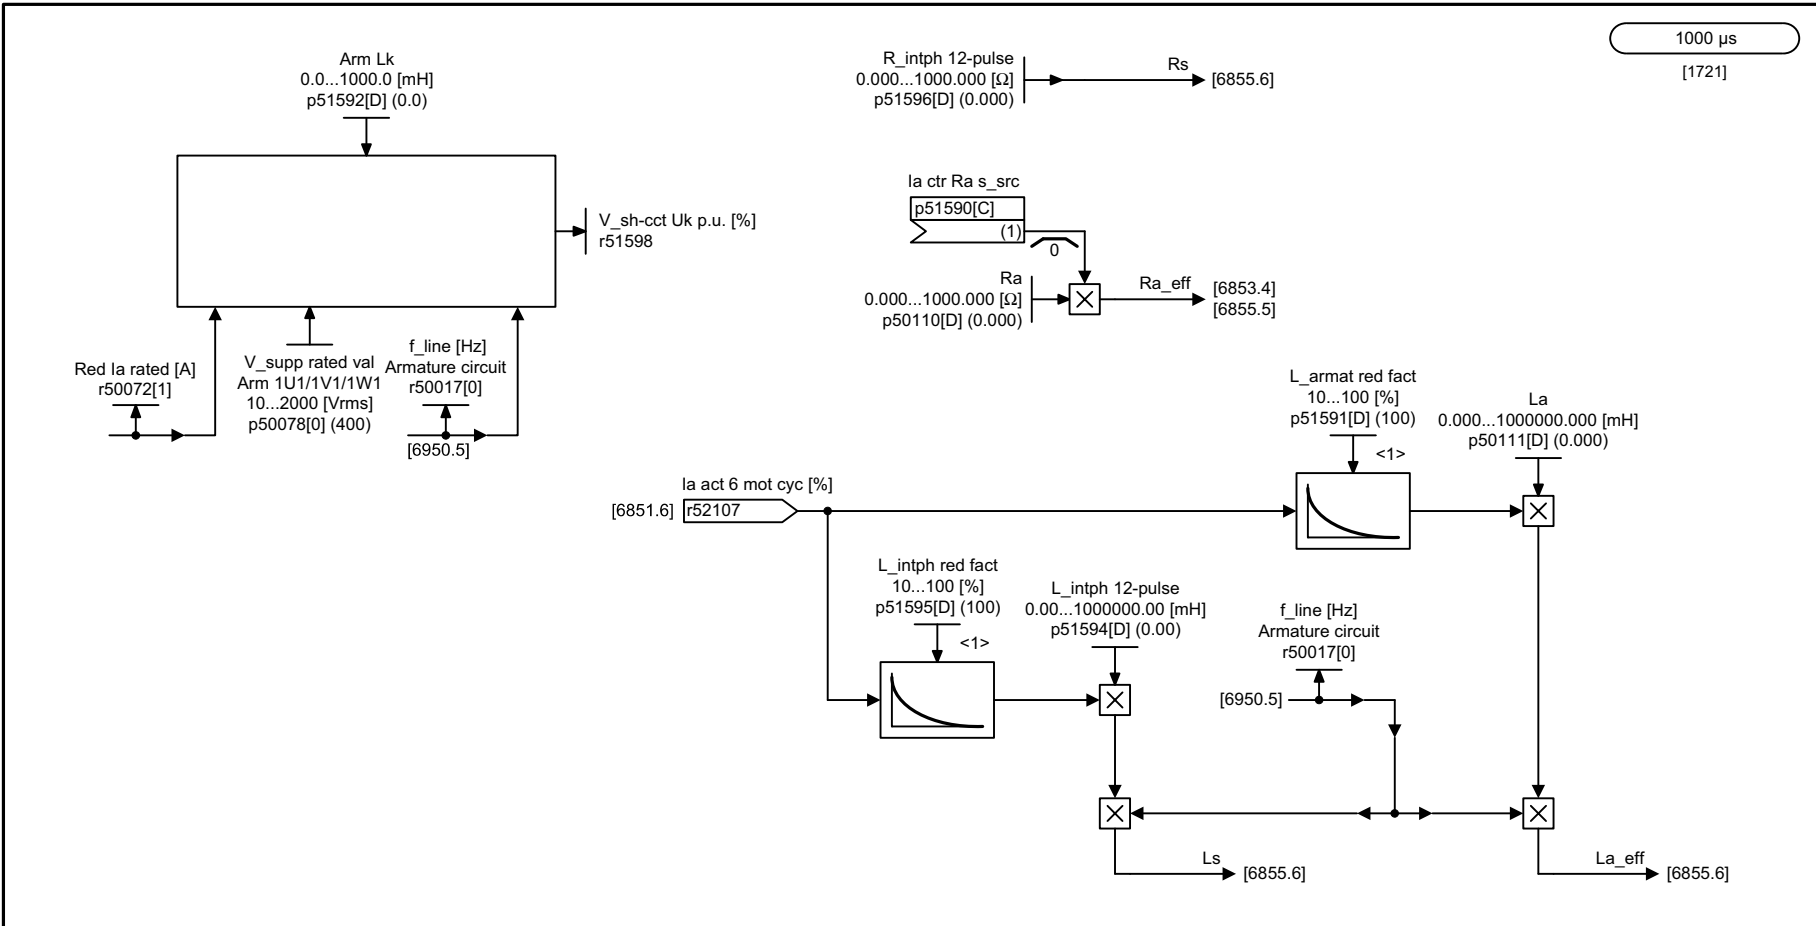 1000 µs
[1721]
Arm Lk
0.0...1000.0 [mH]
p51592[D] (0.0)
V_sh-cct Uk p.u. [%]
r51598
Red Ia rated [A]
r50072[1]
V_supp rated val
Arm 1U1/1V1/1W1
10...2000 [Vrms]
p50078[0] (400)
f_line [Hz]
Armature circuit
r50017[0]
[6950.5]
R_intph 12-pulse
0.000...1000.000 [Ω]
p51596[D] (0.000)
Rs
[6855.6]
Ia ctr Ra s_src
p51590[C]
(1)
0
Ra
0.000...1000.000 [Ω]
p50110[D] (0.000)
Ra_eff
[6853.4]
[6855.5]
L_armat red fact
10...100 [%]
p51591[D] (100)
<1>
La
0.000...1000000.000 [mH]
p50111[D] (0.000)
Ia act 6 mot cyc [%]
[6851.6]
r52107
L_intph red fact
10...100 [%]
p51595[D] (100)
<1>
L_intph 12-pulse
0.00...1000000.00 [mH]
p51594[D] (0.00)
f_line [Hz]
Armature circuit
r50017[0]
[6950.5]
Ls
[6855.6]
La_eff
[6855.6]